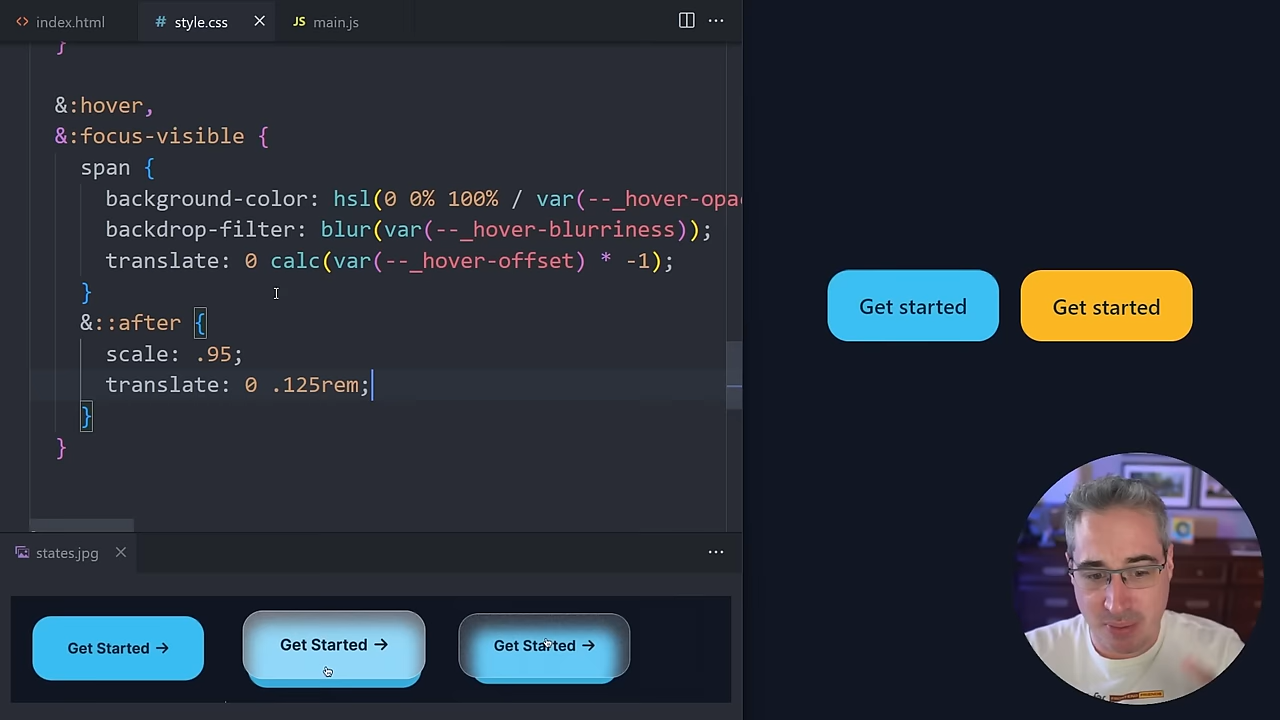 index.html
style.css
JS main.js
}
&:hover,
&:focus-visible {
span {
background-color: hsl(0 0% 100% / var(--_hover-opa
backdrop-filter: blur(var(--_hover-blurriness));
translate: 0 calc(var(--_hover-offset) * -1);
}
&::after {
scale: .95;
translate: 0 .125rem;
}
}
Get started
Get started
states.jpg
Get Started →
Get Started →
Get Started →